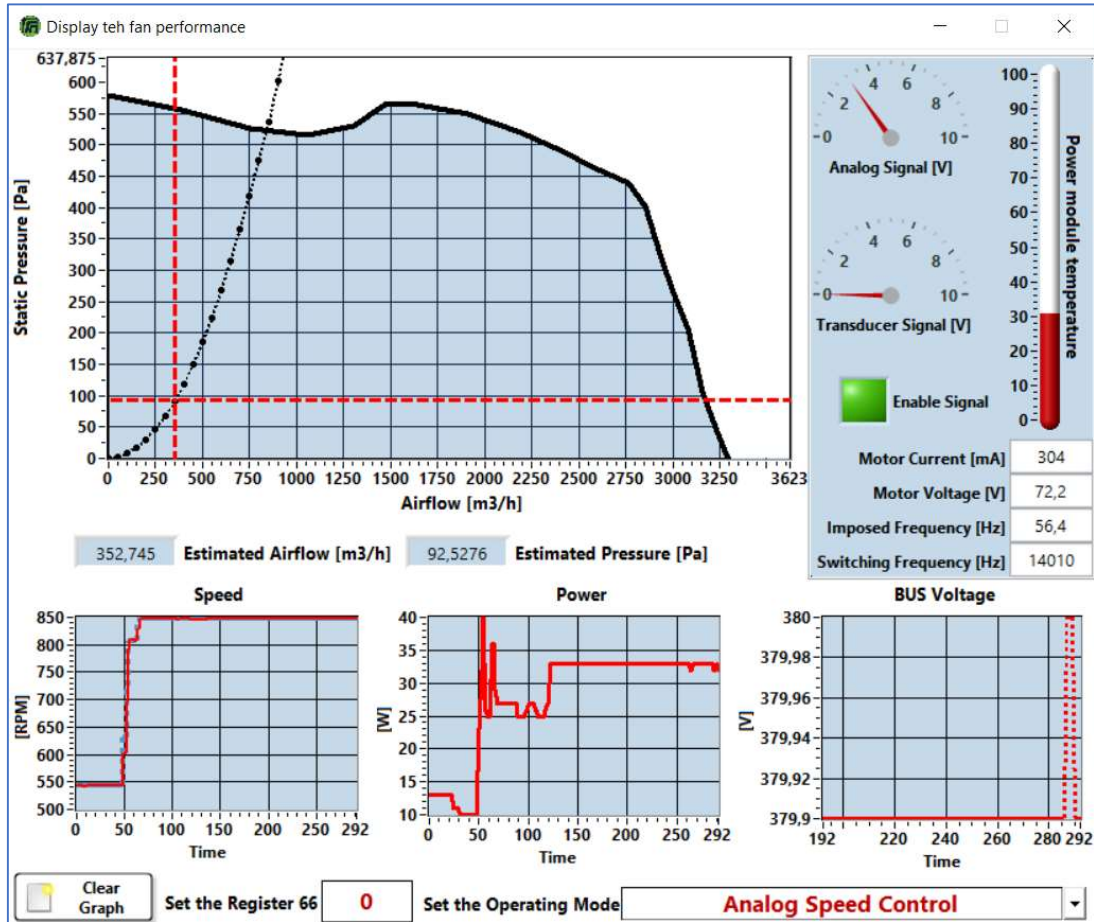 Display teh fan performance
637,875
600
550
500
450
400
350
300
250
200
150
100
50
0
Static Pressure [Pa]
0 250 500 750 1000 1250 1500 1750 2000 2250 2500 2750 3000 3250 3623
Airflow [m3/h]
352,745 Estimated Airflow [m3/h] 92,5276 Estimated Pressure [Pa]
0 2 4 6 8 10
Analog Signal [V]
0 2 4 6 8 10
Transducer Signal [V]
Enable Signal
100
90
80
70
60
50
40
30
20
10
0
Power module temperature
Motor Current [mA] 304
Motor Voltage [V] 72,2
Imposed Frequency [Hz] 56,4
Switching Frequency [Hz] 14010
Speed
850
800
750
700
650
600
550
500
[RPM]
0 50 100 150 200 250 292
Time
Power
40
35
30
25
20
15
10
[W]
0 50 100 150 200 250 292
Time
BUS Voltage
380
379,98
379,96
379,94
379,92
379,9
[V]
192 220 240 260 280 292
Time
Clear
Graph
Set the Register 66 0 Set the Operating Mode Analog Speed Control